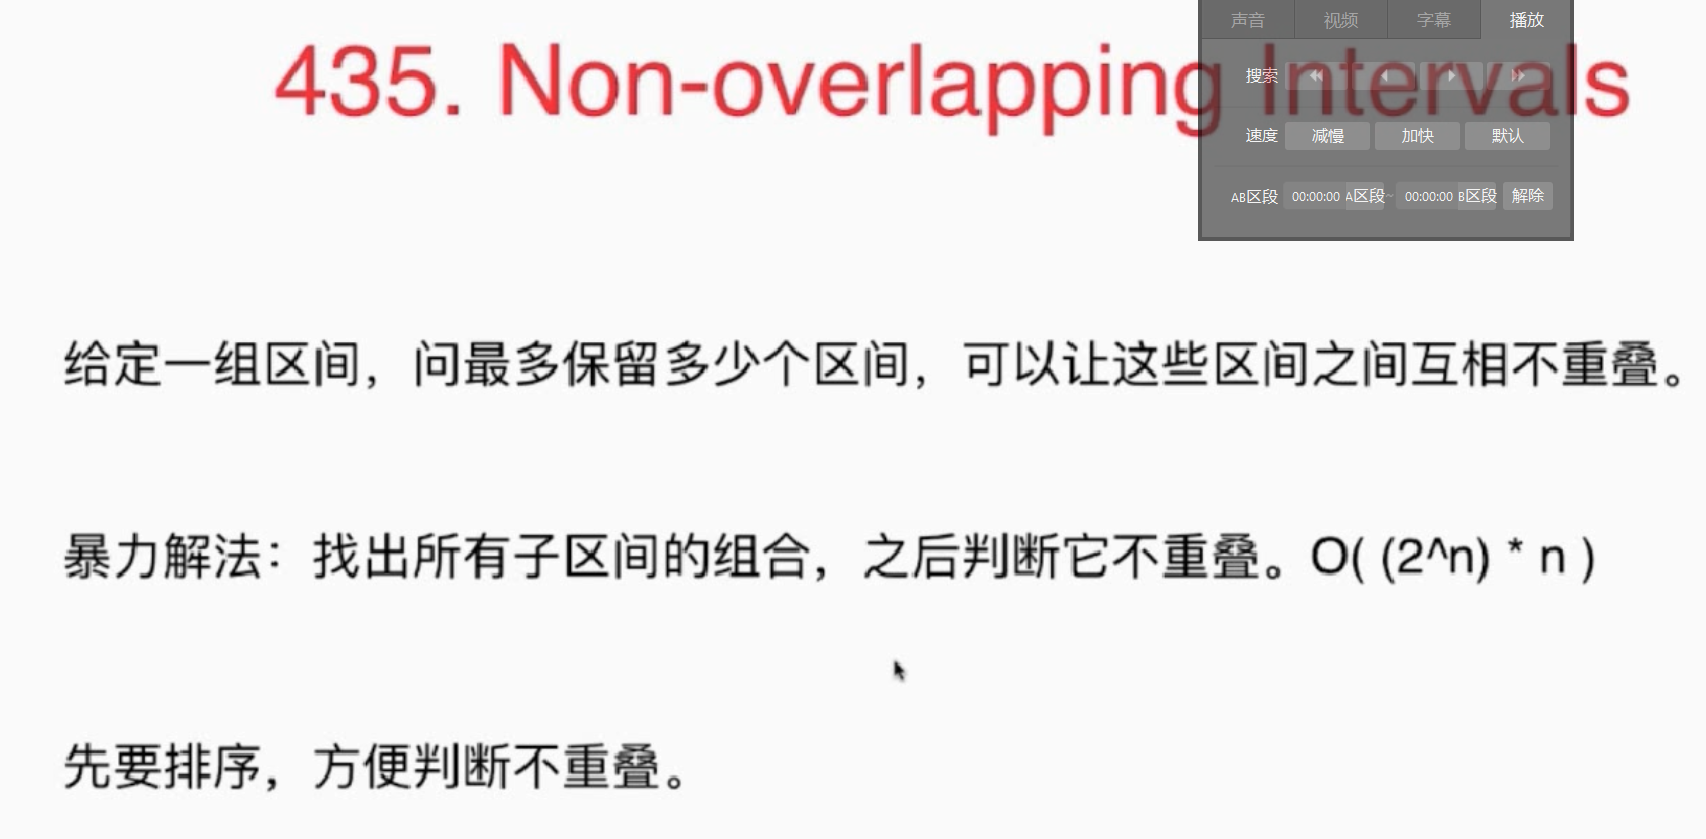 声音 视频 字幕 播放
435. Non-overlapping Intervals
搜索
速度 减慢 加快 默认
AB区段 00:00:00 A区段~ 00:00:00 B区段 解除
给定一组区间，问最多保留多少个区间，可以让这些区间之间互相不重叠。
暴力解法：找出所有子区间的组合，之后判断它不重叠。O( (2^n) * n )
先要排序，方便判断不重叠。